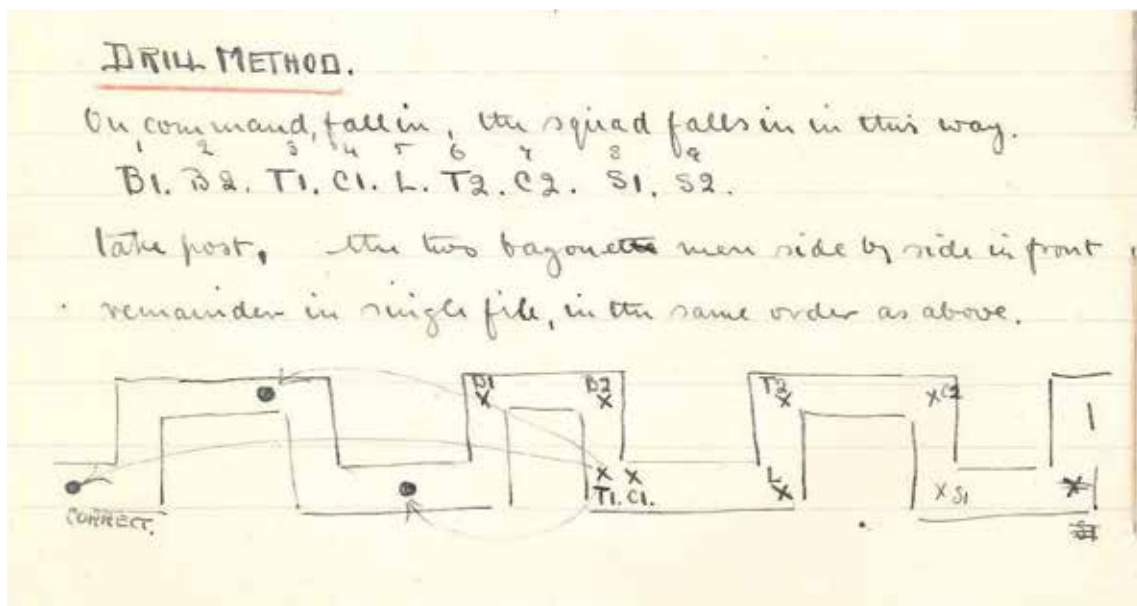 DRILL METHOD.
On command, fall in, the squad falls in in this way.
1 2 3 4 5 6 7 8 9
B1. B2. T1. C1. L. T2. C2. S1. S2.
Take post, the two bayonet men side by side in front,
remainder in single file, in the same order as above.
B1 B2 T2 C2
T1. C1. L S1
CORRECT.